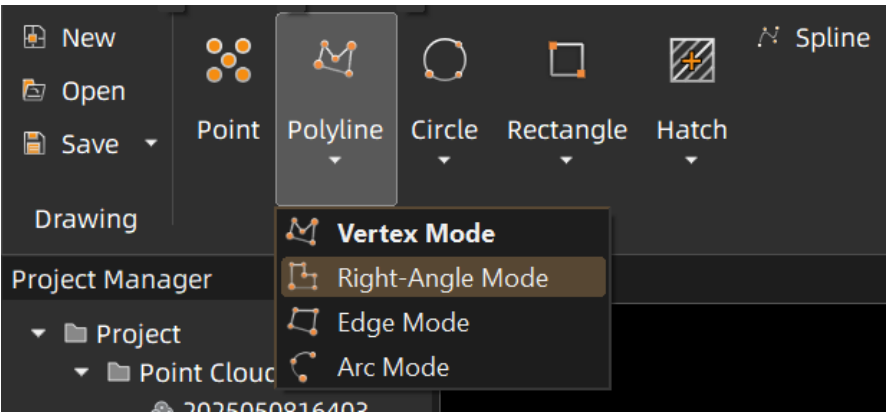 New
Open
Save
Drawing
Point
Polyline
Circle
Rectangle
Hatch
Spline
Vertex Mode
Right-Angle Mode
Edge Mode
Arc Mode
Project Manager
Project
Point Cloud